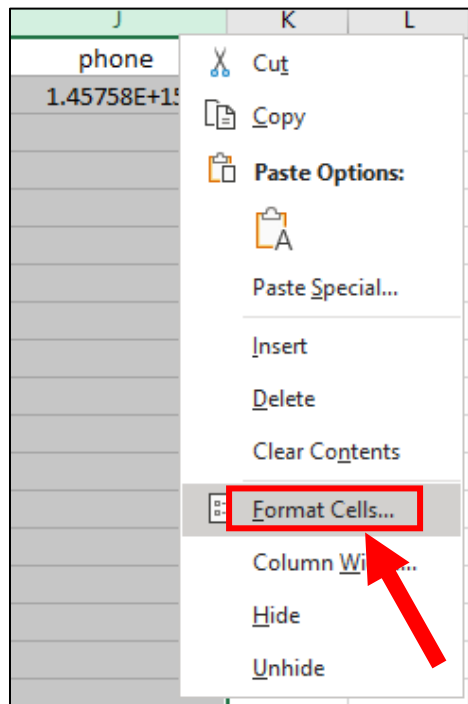 J K L
phone
1.45758E+15
Cut
Copy
Paste Options:
A
Paste Special...
Insert
Delete
Clear Contents
Format Cells...
Column
Hide
Unhide